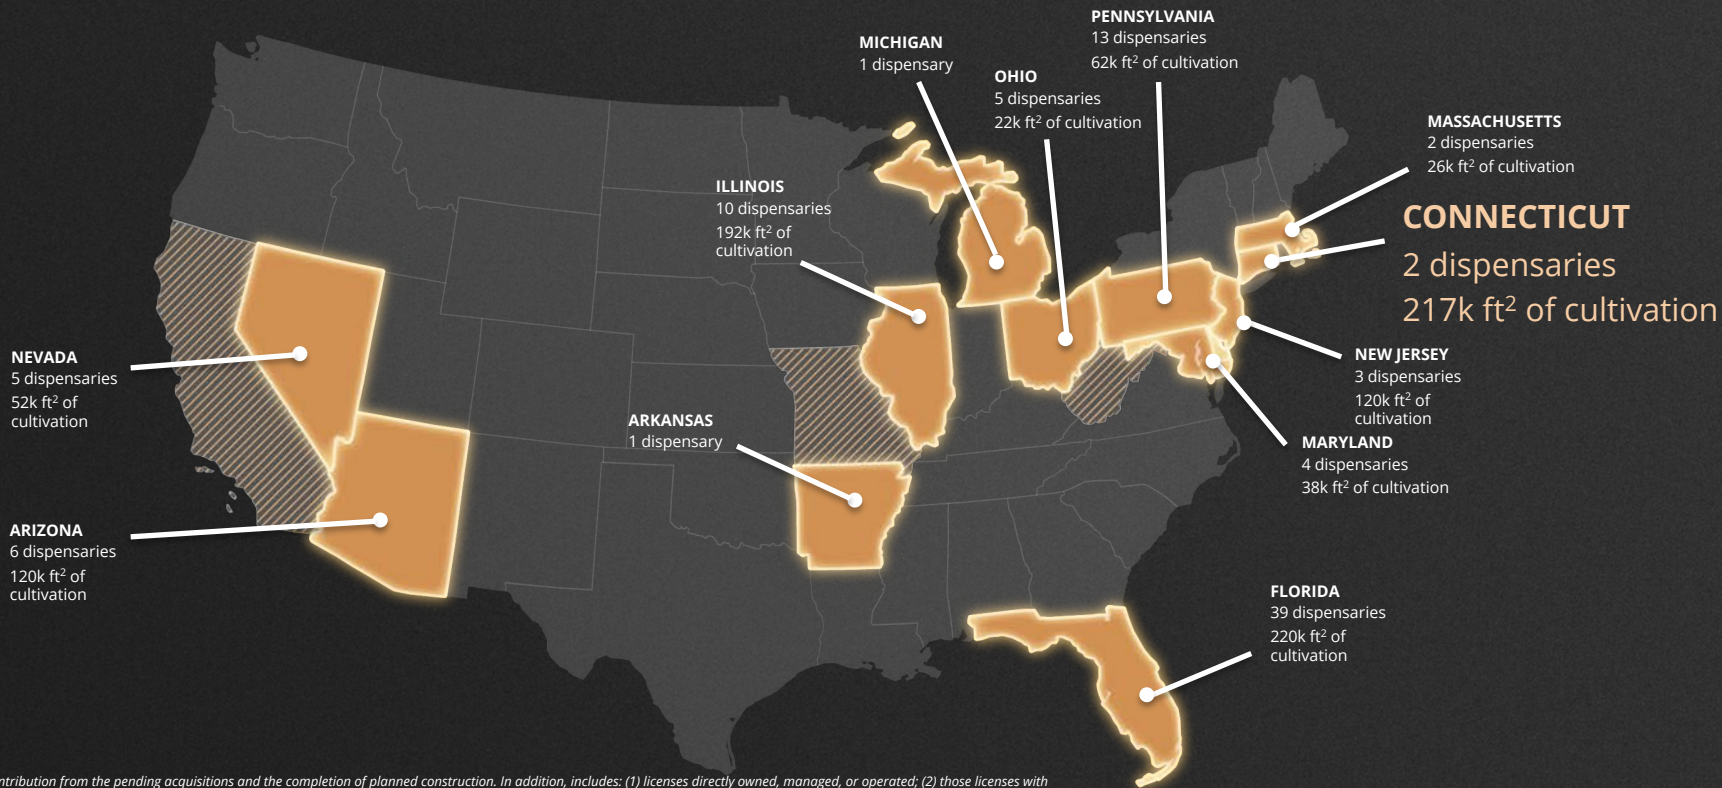 PENNSYLVANIA
13 dispensaries
62k ft² of cultivation
MICHIGAN
1 dispensary
OHIO
5 dispensaries
22k ft² of cultivation
MASSACHUSETTS
2 dispensaries
26k ft² of cultivation
ILLINOIS
10 dispensaries
192k ft² of
cultivation
CONNECTICUT
2 dispensaries
217k ft² of cultivation
NEVADA
5 dispensaries
52k ft² of
cultivation
NEW JERSEY
3 dispensaries
120k ft² of
cultivation
ARKANSAS
1 dispensary
MARYLAND
4 dispensaries
38k ft² of cultivation
ARIZONA
6 dispensaries
120k ft² of
cultivation
FLORIDA
39 dispensaries
220k ft² of
cultivation
from the pending acquisitions and the completion of planned construction. In addition, includes: (1) licenses directly owned, managed, or operated; (2) those licenses with